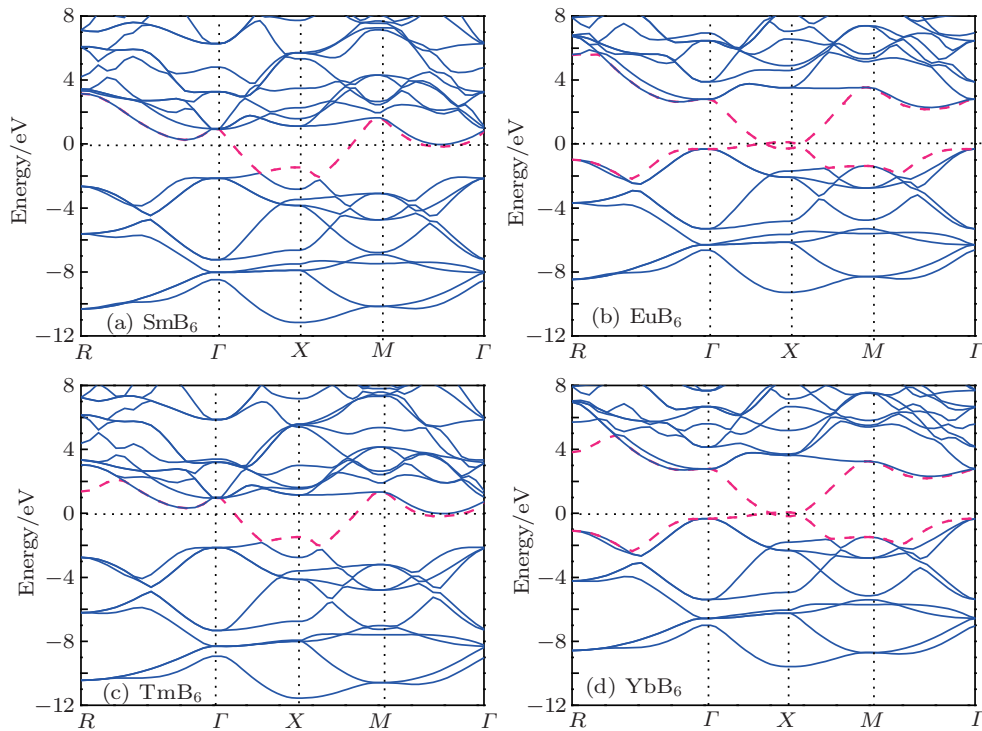 8
4
0
−4
−8
−12
Energy/eV
(a) SmB₆
R Γ X M Γ
8
4
0
−4
−8
−12
Energy/eV
(b) EuB₆
R Γ X M Γ
8
4
0
−4
−8
−12
Energy/eV
(c) TmB₆
R Γ X M Γ
8
4
0
−4
−8
−12
Energy/eV
(d) YbB₆
R Γ X M Γ